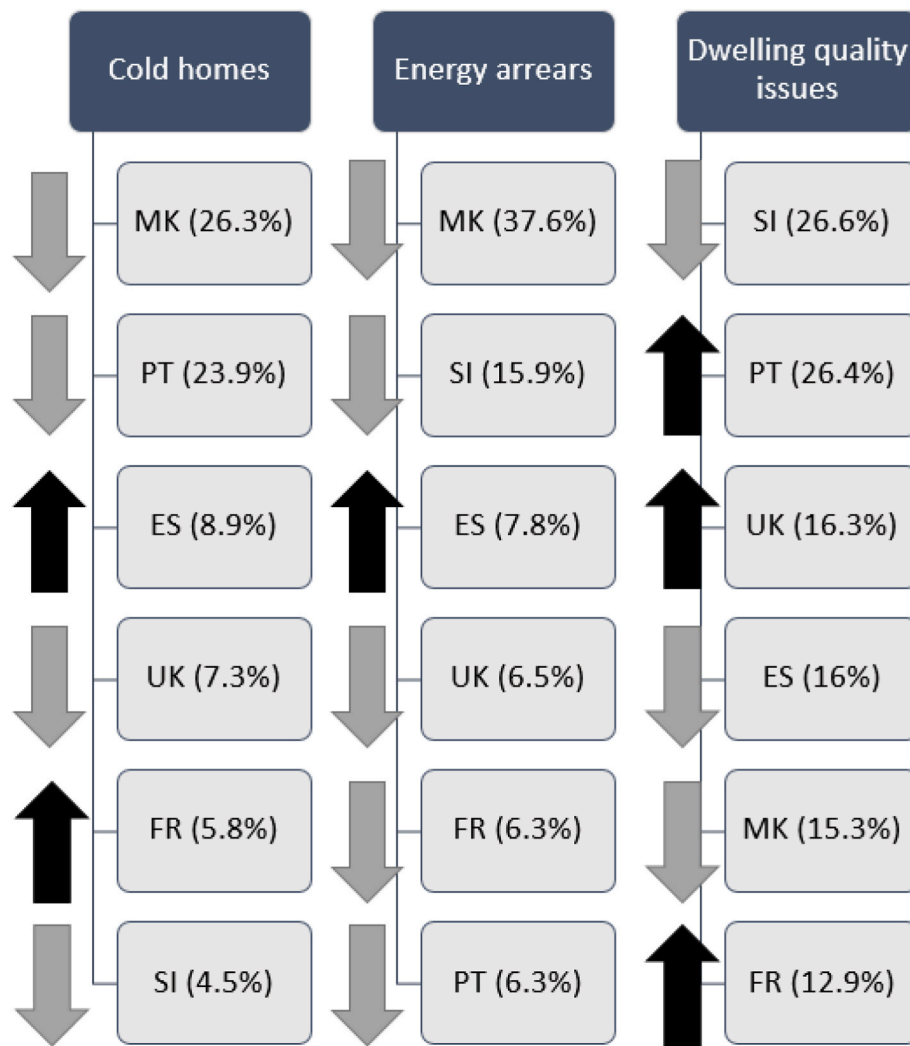 Cold homes
MK (26.3%)
PT (23.9%)
ES (8.9%)
UK (7.3%)
FR (5.8%)
SI (4.5%)
Energy arrears
MK (37.6%)
SI (15.9%)
ES (7.8%)
UK (6.5%)
FR (6.3%)
PT (6.3%)
Dwelling quality
issues
SI (26.6%)
PT (26.4%)
UK (16.3%)
ES (16%)
MK (15.3%)
FR (12.9%)